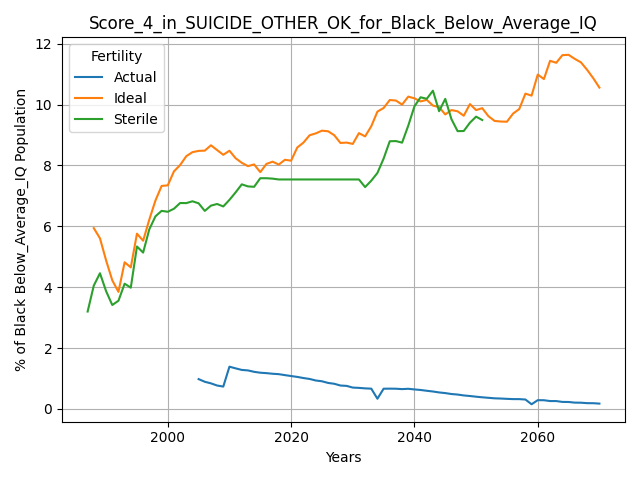 Score_4_in_SUICIDE_OTHER_OK_for_Black_Below_Average_IQ
Fertility
Actual
Ideal
Sterile
% of Black Below_Average_IQ Population
12
10
8
6
4
2
0
2000
2020
2040
2060
Years